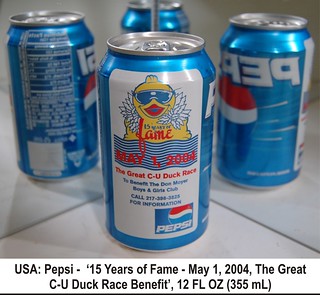 15 YEARS OF
fame
MAY 1, 2004
The Great C-U Duck Race
To Benefit The Don Moyer
Boys & Girls Club
CALL 217-355-2525
FOR INFORMATION
PEPSI
PEPSI
USA: Pepsi - ‘15 Years of Fame - May 1, 2004, The Great
C-U Duck Race Benefit’, 12 FL OZ (355 mL)